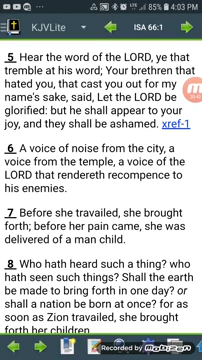 85% 4:03 PM
KJVLite
ISA 66:1
5 Hear the word of the LORD, ye that
tremble at his word; Your brethren that
hated you, that cast you out for my
name's sake, said, Let the LORD be
glorified: but he shall appear to your
joy, and they shall be ashamed. xref-1
6 A voice of noise from the city, a
voice from the temple, a voice of the
LORD that rendereth recompence to
his enemies.
7 Before she travailed, she brought
forth; before her pain came, she was
delivered of a man child.
8 Who hath heard such a thing? who
hath seen such things? Shall the earth
be made to bring forth in one day? or
shall a nation be born at once? for as
soon as Zion travailed, she brought
forth her children.
Recorded by mobizen